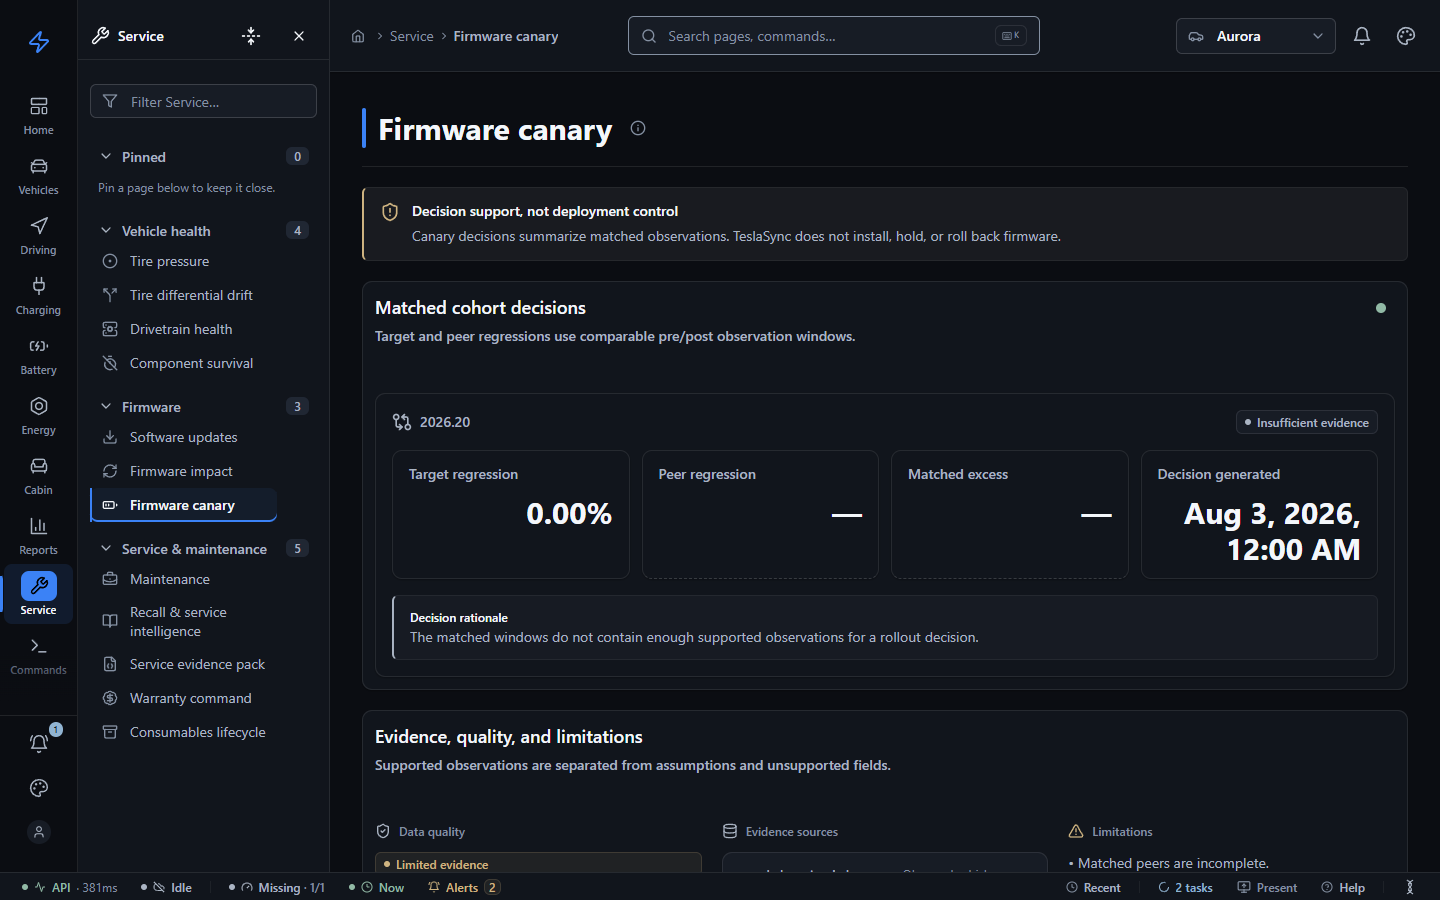 Home
Vehicles
Driving
Charging
Battery
Energy
Cabin
Reports
Service
Commands
1
Service
Filter Service...
Pinned
0
Pin a page below to keep it close.
Vehicle health
4
Tire pressure
Tire differential drift
Drivetrain health
Component survival
Firmware
3
Software updates
Firmware impact
Firmware canary
Service & maintenance
5
Maintenance
Recall & service
intelligence
Service evidence pack
Warranty command
Consumables lifecycle
Service
Firmware canary
Search pages, commands...
K
Aurora
Firmware canary
Decision support, not deployment control
Canary decisions summarize matched observations. TeslaSync does not install, hold, or roll back firmware.
Matched cohort decisions
Target and peer regressions use comparable pre/post observation windows.
2026.20
Insufficient evidence
Target regression
0.00%
Peer regression
—
Matched excess
—
Decision generated
Aug 3, 2026,
12:00 AM
Decision rationale
The matched windows do not contain enough supported observations for a rollout decision.
Evidence, quality, and limitations
Supported observations are separated from assumptions and unsupported fields.
Data quality
Limited evidence
Evidence sources
Limitations
• Matched peers are incomplete.
API · 381ms
Idle
Missing · 1/1
Now
Alerts 2
Recent
2 tasks
Present
Help